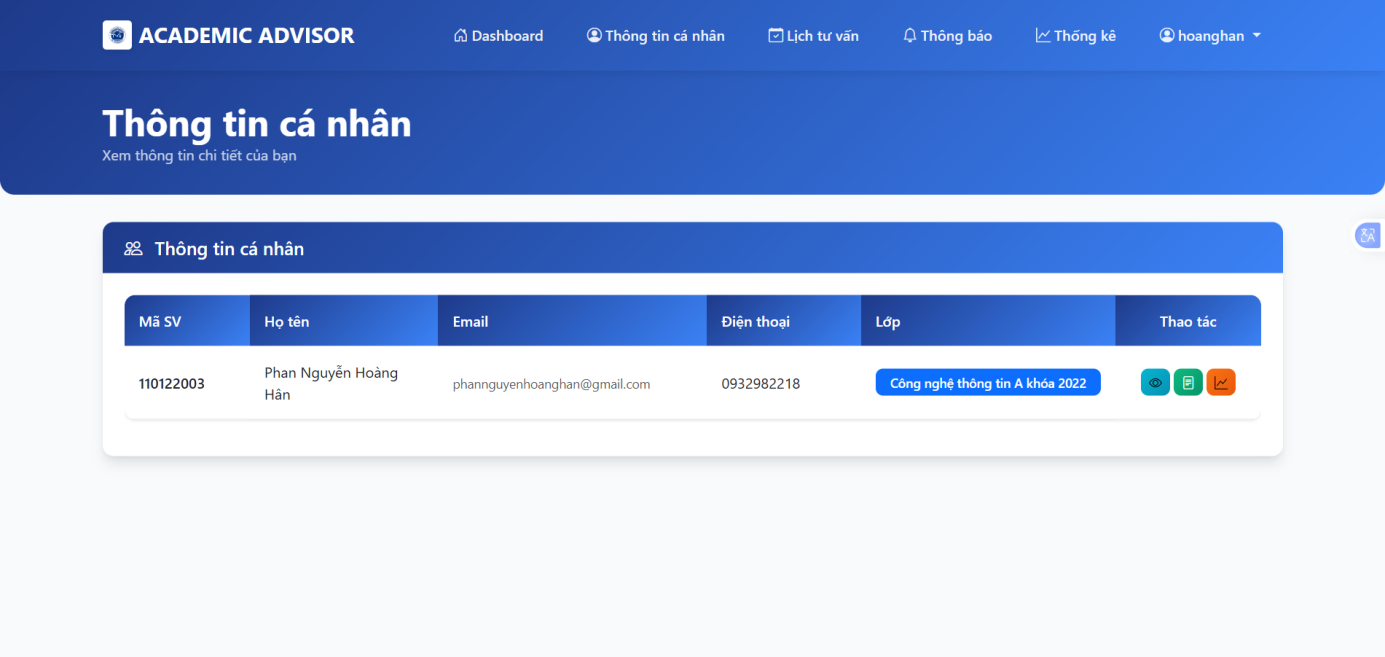 ACADEMIC ADVISOR
Dashboard
Thông tin cá nhân
Lịch tư vấn
Thông báo
Thống kê
hoanghan
Thông tin cá nhân
Xem thông tin chi tiết của bạn
Thông tin cá nhân
Mã SV
Họ tên
Email
Điện thoại
Lớp
Thao tác
110122003
Phan Nguyễn Hoàng
Hân
phannguyenhoanghan@gmail.com
0932982218
Công nghệ thông tin A khóa 2022